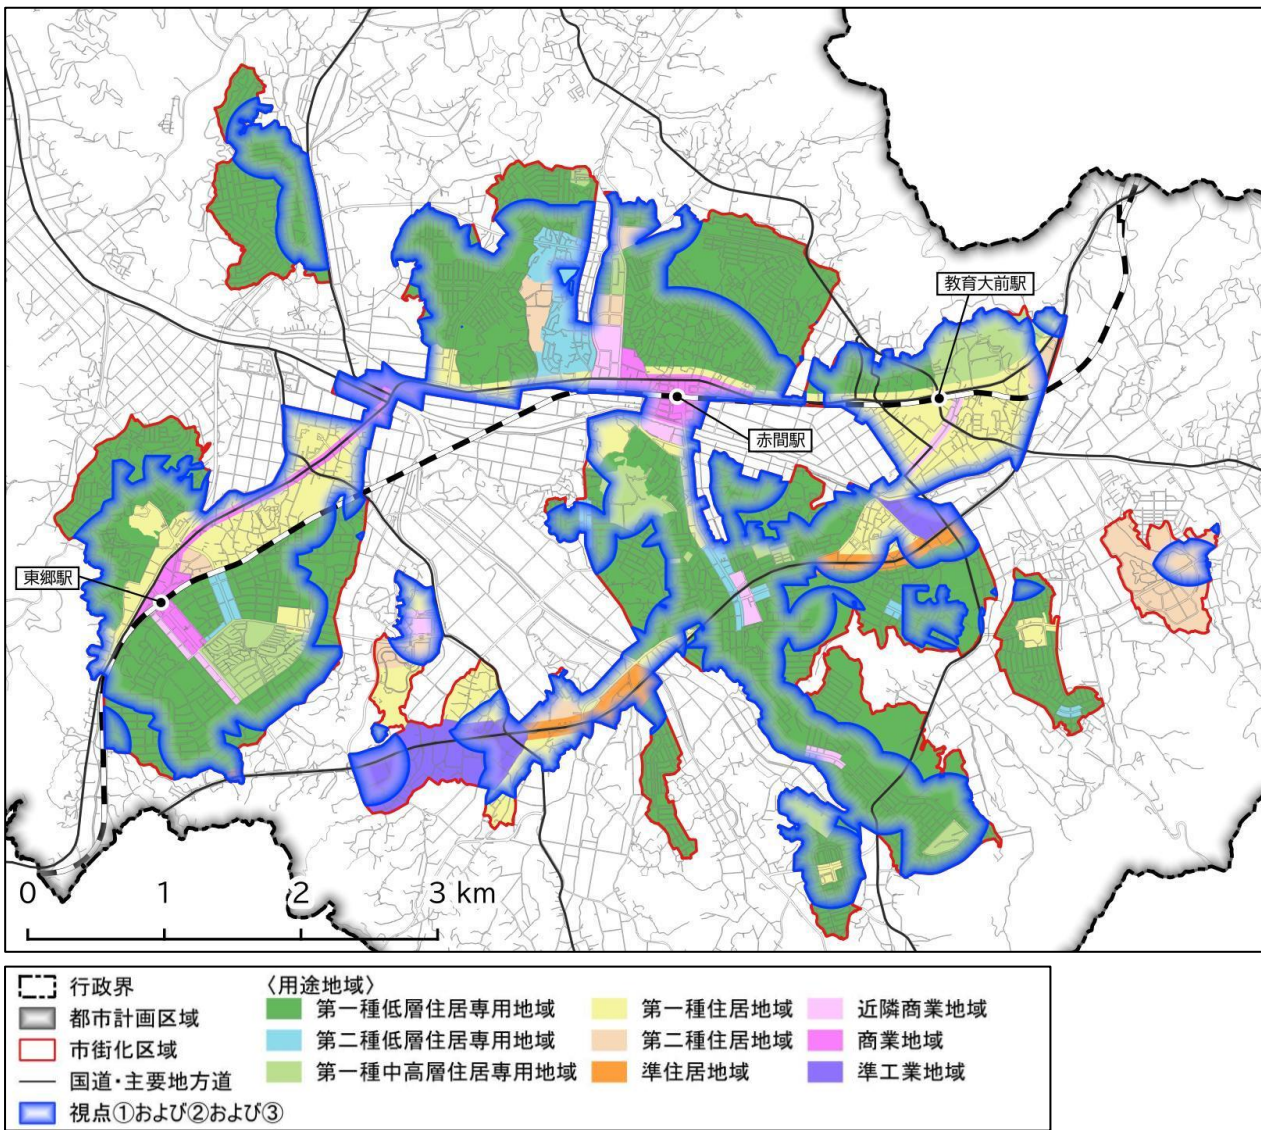 教育大前駅
赤間駅
東郷駅
0 1 2 3 km
行政界
都市計画区域
市街化区域
国道・主要地方道
視点①および②および③
〈用途地域〉
第一種低層住居専用地域
第二種低層住居専用地域
第一種中高層住居専用地域
第一種住居地域
第二種住居地域
準住居地域
近隣商業地域
商業地域
準工業地域